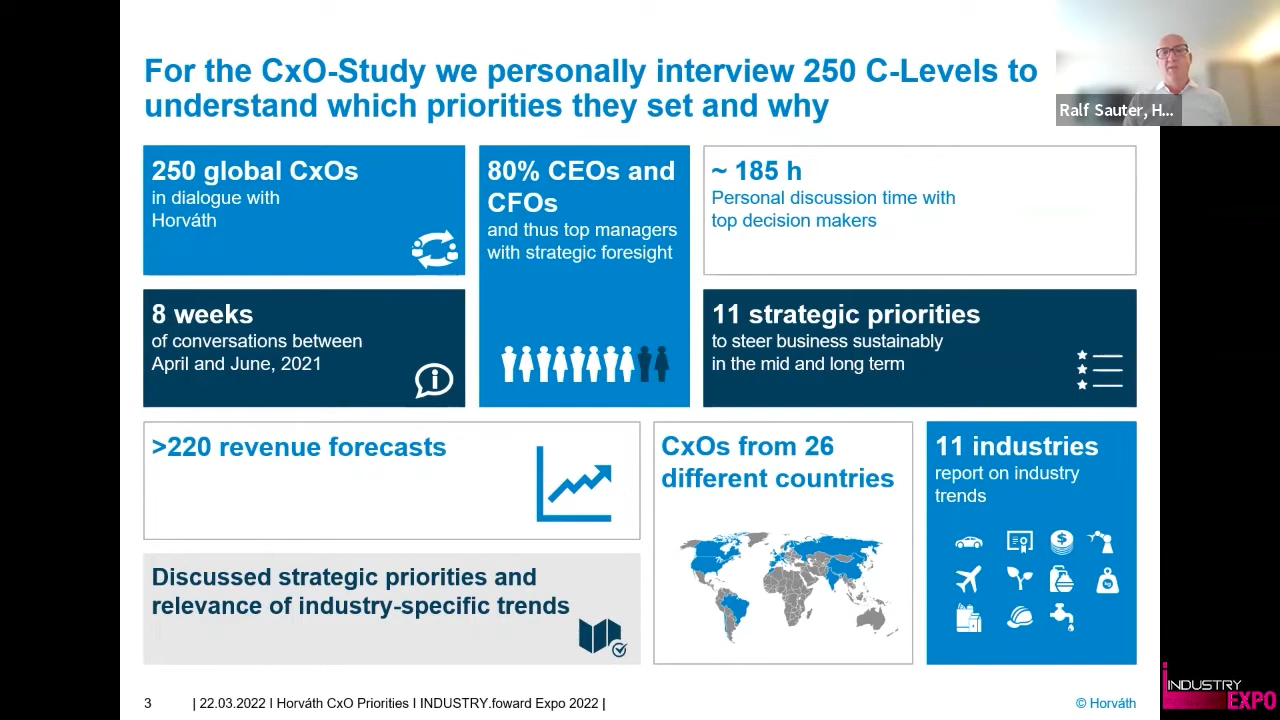 For the CxO-Study we personally interview 250 C-Levels to
understand which priorities they set and why
Ralf Sauter, H...
250 global CxOs
in dialogue with
Horváth
80% CEOs and
CFOs
and thus top managers
with strategic foresight
~ 185 h
Personal discussion time with
top decision makers
8 weeks
of conversations between
April and June, 2021
11 strategic priorities
to steer business sustainably
in the mid and long term
>220 revenue forecasts
CxOs from 26
different countries
11 industries
report on industry
trends
Discussed strategic priorities and
relevance of industry-specific trends
3 | 22.03.2022 I Horváth CxO Priorities I INDUSTRY.foward Expo 2022 |
© Horváth
INDUSTRY
EXPO